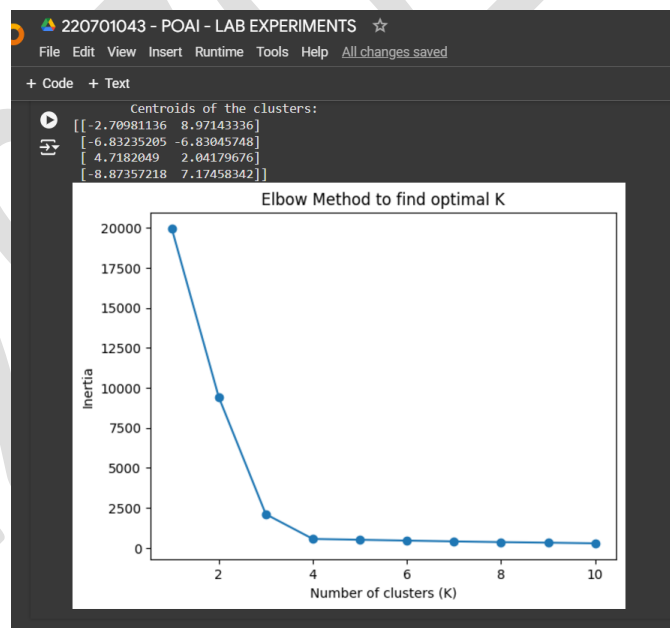 220701043 - POAI - LAB EXPERIMENTS
File Edit View Insert Runtime Tools Help All changes saved
+ Code + Text
Centroids of the clusters:
[[-2.70981136 8.97143336]
[-6.83235205 -6.83045748]
[ 4.7182049 2.04179676]
[-8.87357218 7.17458342]]
Elbow Method to find optimal K
20000
17500
15000
12500
10000
7500
5000
2500
0
Inertia
2 4 6 8 10
Number of clusters (K)